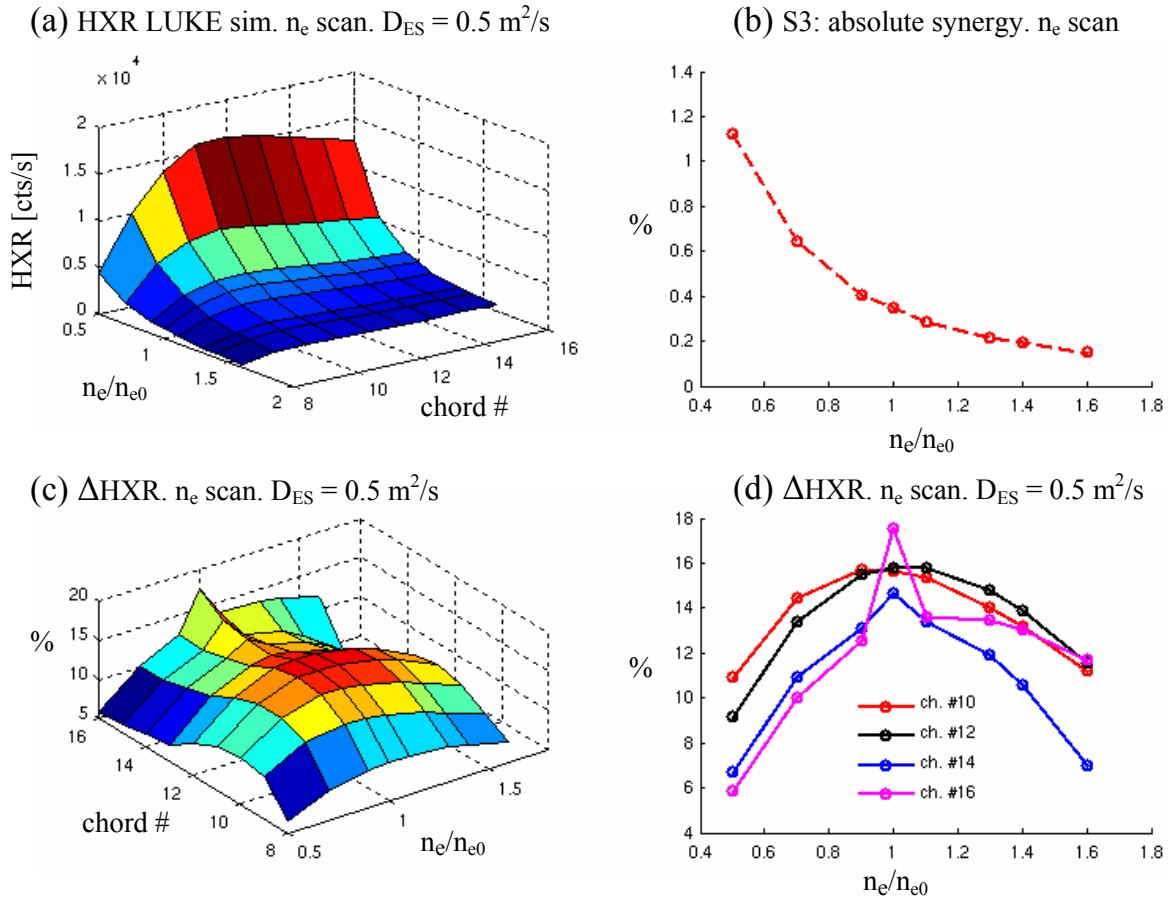 (a) HXR LUKE sim. nₑ scan. D_ES = 0.5 m²/s
× 10⁴
2
1.5
1
0.5
0
HXR [cts/s]
0.5
1
1.5
2
nₑ/nₑ₀
8
10
12
14
16
chord #
(b) S3: absolute synergy. nₑ scan
1.4
1.2
1
0.8
0.6
0.4
0.2
0
%
0.4 0.6 0.8 1 1.2 1.4 1.6 1.8
nₑ/nₑ₀
(c) ΔHXR. nₑ scan. D_ES = 0.5 m²/s
20
15
10
5
%
16
14
12
10
8
chord #
0.5
1
1.5
nₑ/nₑ₀
(d) ΔHXR. nₑ scan. D_ES = 0.5 m²/s
18
16
14
12
10
8
6
4
%
ch. #10
ch. #12
ch. #14
ch. #16
0.4 0.6 0.8 1 1.2 1.4 1.6 1.8
nₑ/nₑ₀